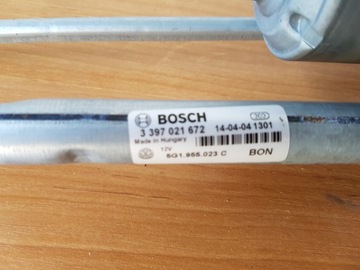 BOSCH
3 397 021 672 14-04-04 1301
Made in Hungary
12V
5G1.955.023 C BON